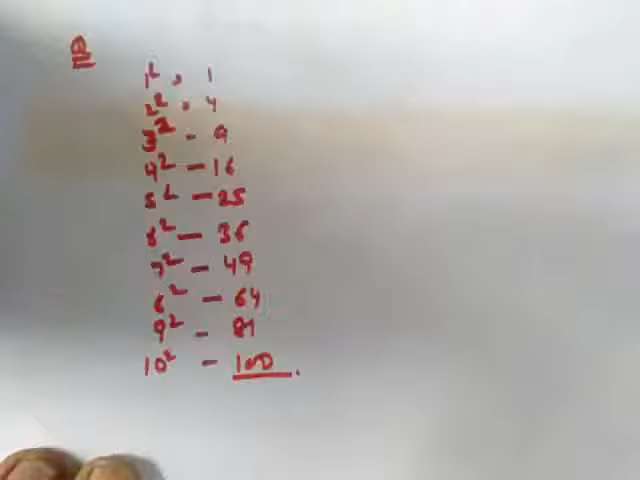 Q
1² = 1
2² = 4
3² - 9
4² - 16
5² - 25
6² - 36
7² - 49
8² - 64
9² - 81
10² - 100.